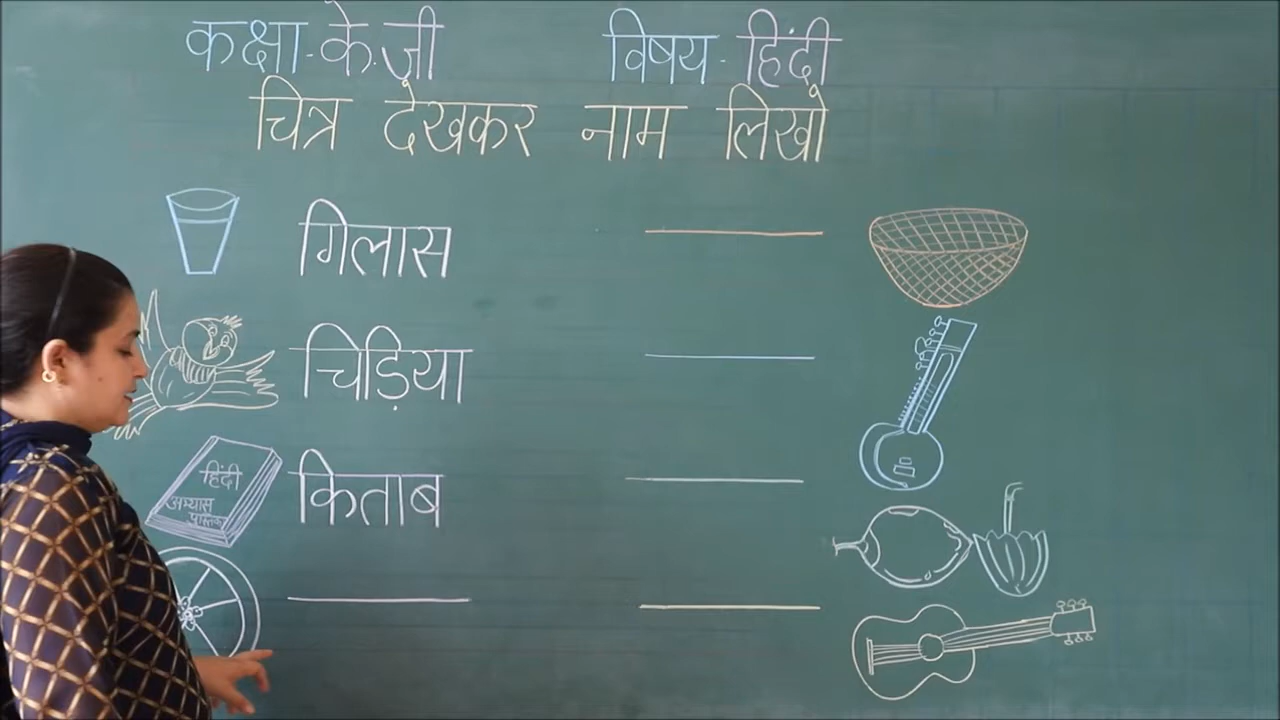 कक्षा-के.जी विषय - हिंदी
चित्र देखकर नाम लिखो
गिलास
चिड़िया
हिंदी
अभ्यास
पुस्तिका
किताब